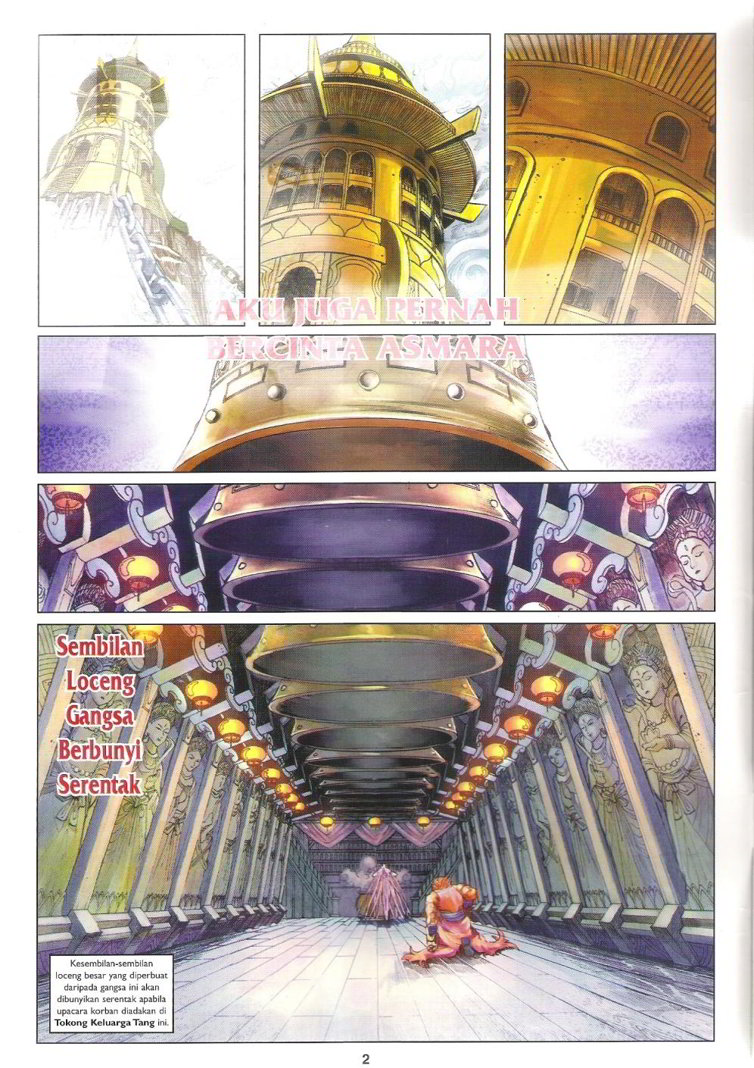 AKU JUGA PERNAH
BERCINTA ASMARA
Sembilan
Loceng
Gangsa
Berbunyi
Serentak
Kesembilan-sembilan
loceng besar yang diperbuat
daripada gangsa ini akan
dibunyikan serentak apabila
upacara korban diadakan di
Tokong Keluarga Tang ini.
2